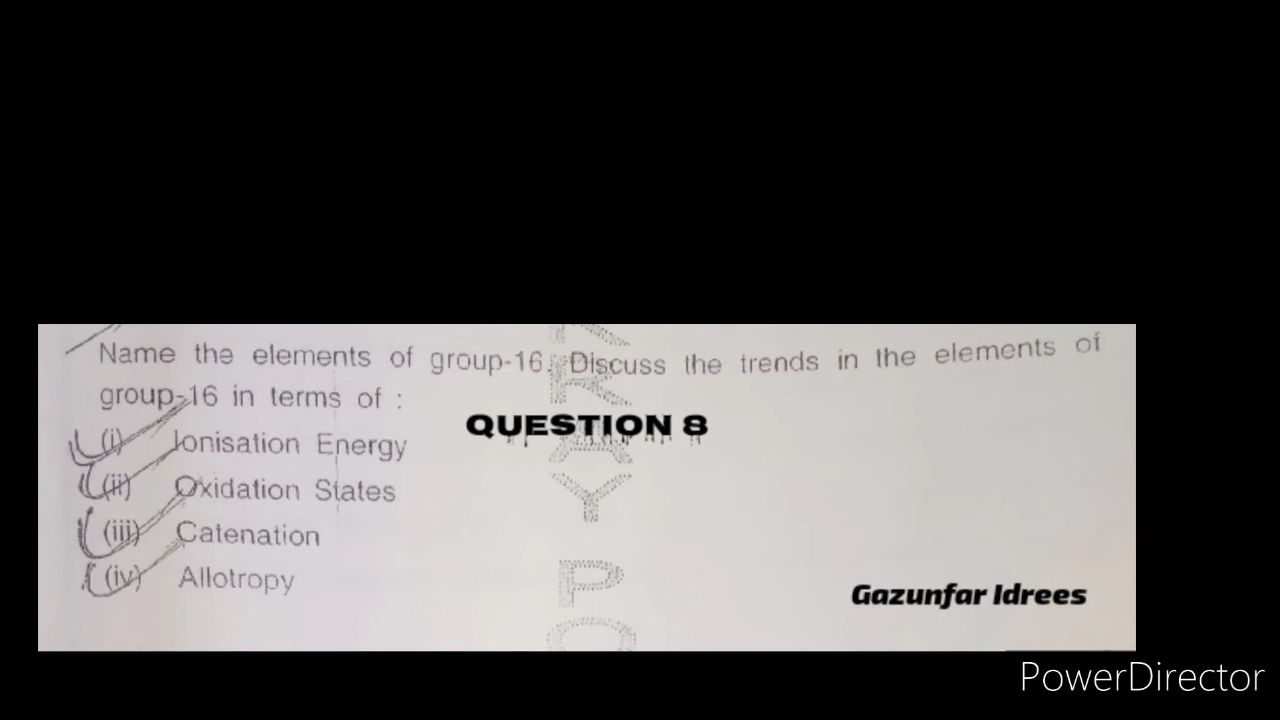 Name the elements of group-16. Discuss the trends in the elements of
group-16 in terms of :
QUESTION 8
(i) Ionisation Energy
(ii) Oxidation States
(iii) Catenation
(iv) Allotropy
Gazunfar Idrees
PowerDirector